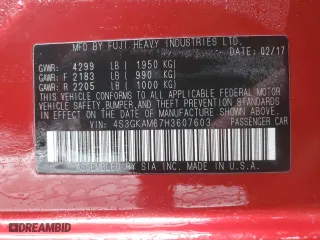 MFD BY FUJI HEAVY INDUSTRIES LTD.
DATE: 02/17
GVWR: 4299 LB ( 1950 KG)
GAWR: F 2183 LB ( 990 KG)
GAWR: R 2205 LB ( 1000 KG)
THIS VEHICLE CONFORMS TO ALL APPLICABLE FEDERAL MOTOR
VEHICLE SAFETY, BUMPER, AND THEFT PREVENTION STANDARDS
IN EFFECT ON THE DATE OF MANUFACTURE SHOWN ABOVE.
VIN: 4S3GKAM67H3607603 PASSENGER CAR
ASSEMBLED BY SIA INC. MADE IN U.S.A.
BID HISTORY